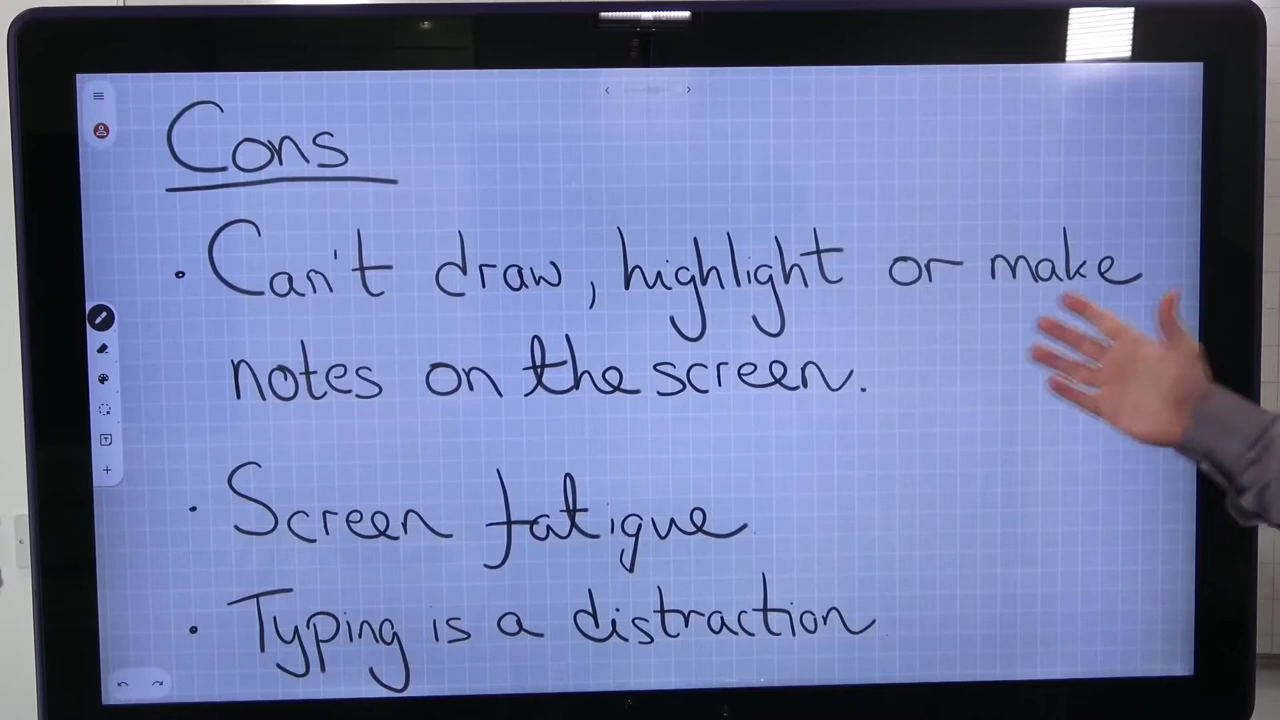 Cons
• Can't draw, highlight or make
notes on the screen.
• Screen fatigue
• Typing is a distraction